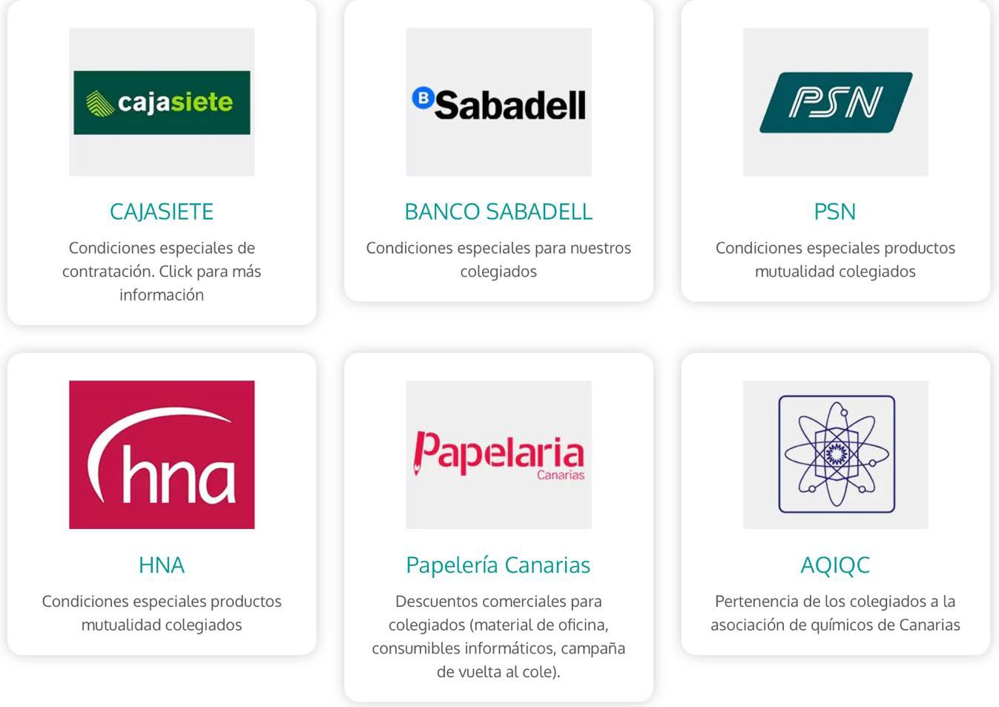 cajasiete
CAJASIETE
Condiciones especiales de
contratación. Click para más
información
B Sabadell
BANCO SABADELL
Condiciones especiales para nuestros
colegiados
PSN
PSN
Condiciones especiales productos
mutualidad colegiados
hna
HNA
Condiciones especiales productos
mutualidad colegiados
Papelaria
Canarias
Papelería Canarias
Descuentos comerciales para
colegiados (material de oficina,
consumibles informáticos, campaña
de vuelta al cole).
AQIQC
Pertenencia de los colegiados a la
asociación de químicos de Canarias